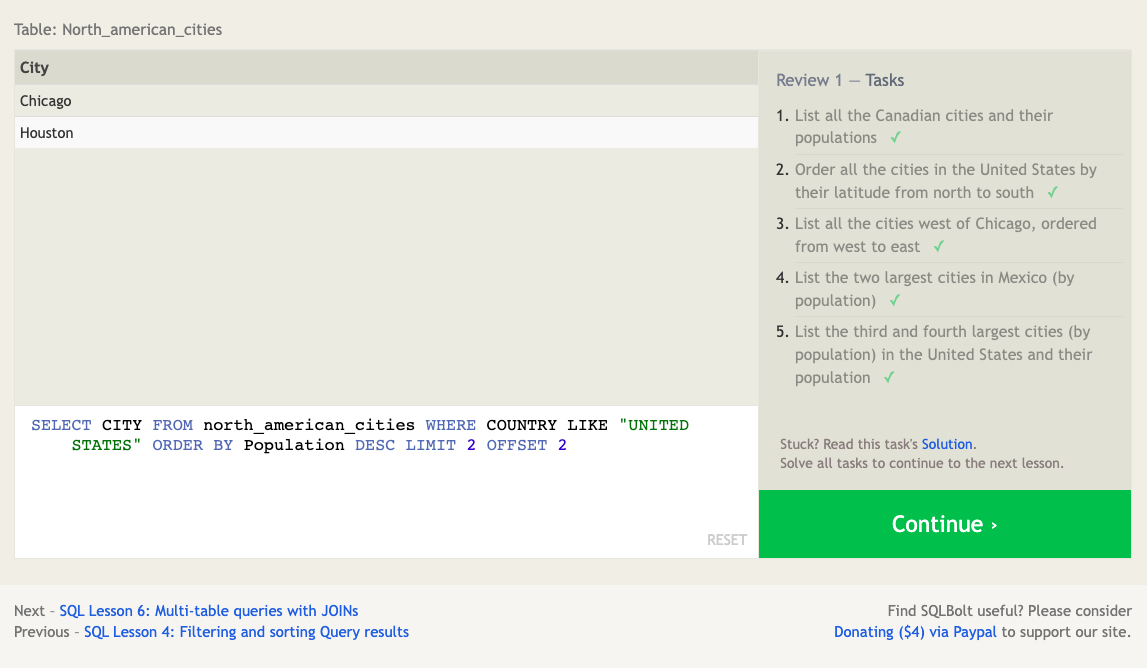 Table: North_american_cities
City
Chicago
Houston
SELECT CITY FROM north_american_cities WHERE COUNTRY LIKE "UNITED
STATES" ORDER BY Population DESC LIMIT 2 OFFSET 2
RESET
Review 1 — Tasks
1. List all the Canadian cities and their
populations ✓
2. Order all the cities in the United States by
their latitude from north to south ✓
3. List all the cities west of Chicago, ordered
from west to east ✓
4. List the two largest cities in Mexico (by
population) ✓
5. List the third and fourth largest cities (by
population) in the United States and their
population ✓
Stuck? Read this task's Solution.
Solve all tasks to continue to the next lesson.
Continue ›
Next – SQL Lesson 6: Multi-table queries with JOINs
Previous – SQL Lesson 4: Filtering and sorting Query results
Find SQLBolt useful? Please consider
Donating ($4) via Paypal to support our site.